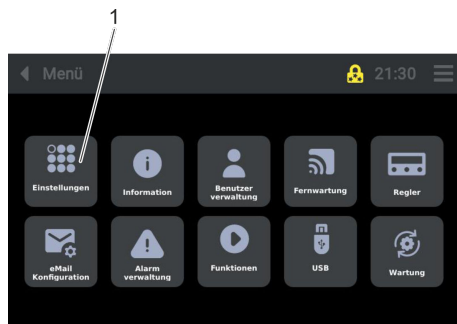 1
Menü 21:30
Einstellungen
Information
Benutzer
verwaltung
Fernwartung
Regler
eMail
Konfiguration
Alarm
verwaltung
Funktionen
USB
Wartung